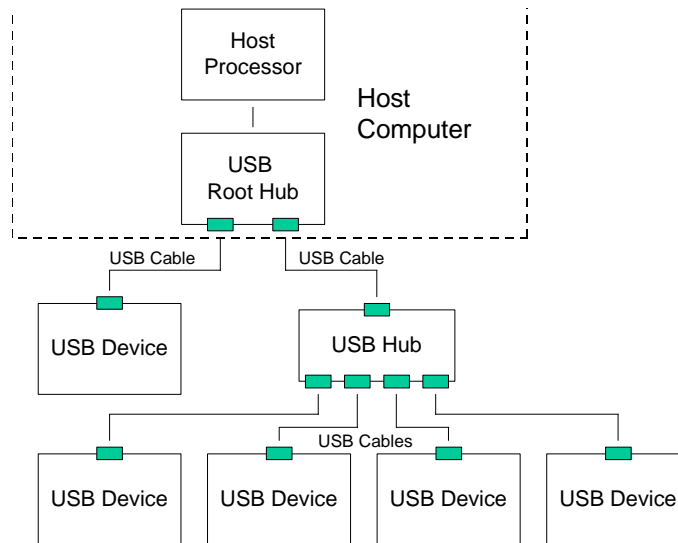 Host
Processor
Host
Computer
USB
Root Hub
USB Cable
USB Cable
USB Device
USB Hub
USB Cables
USB Device
USB Device
USB Device
USB Device